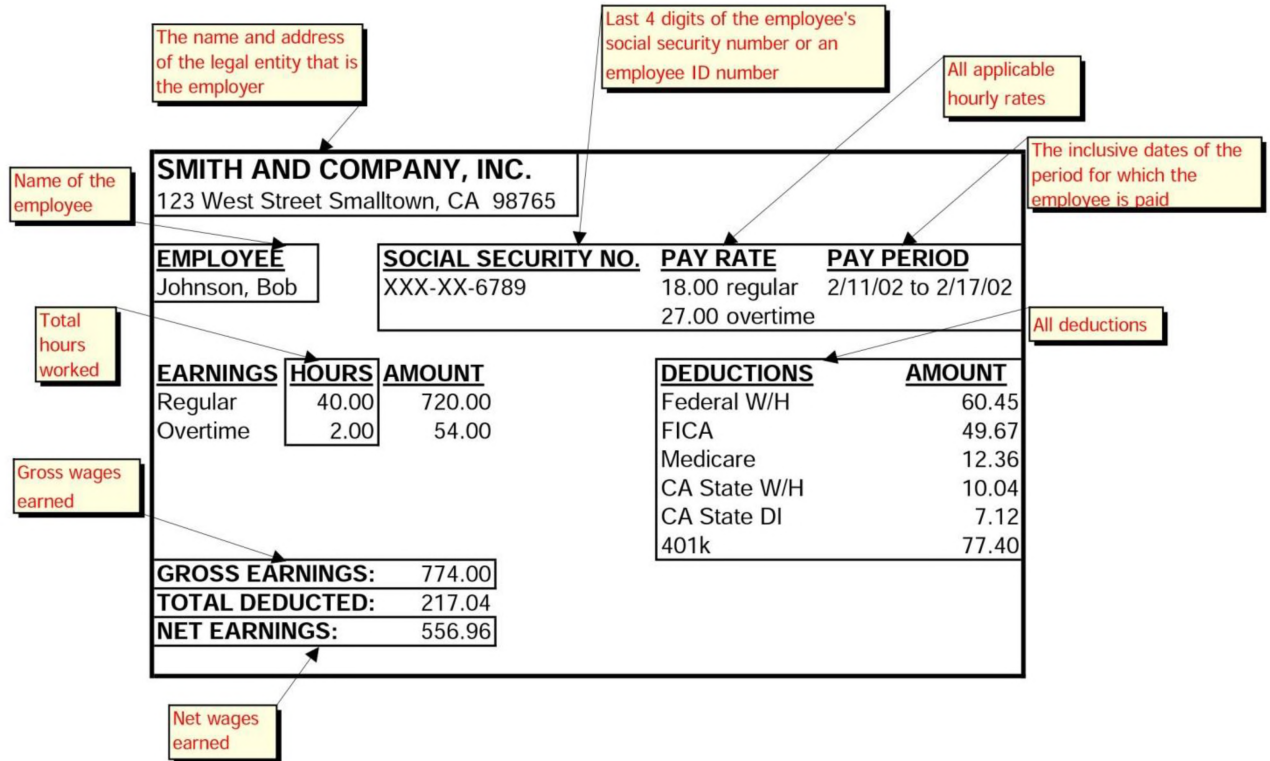 The name and address
of the legal entity that is
the employer
Last 4 digits of the employee's
social security number or an
employee ID number
All applicable
hourly rates
The inclusive dates of the
period for which the
employee is paid
Name of the
employee
SMITH AND COMPANY, INC.
123 West Street Smalltown, CA 98765
EMPLOYEE SOCIAL SECURITY NO. PAY RATE PAY PERIOD
Johnson, Bob XXX-XX-6789 18.00 regular 2/11/02 to 2/17/02
27.00 overtime
Total
hours
worked
All deductions
EARNINGS HOURS AMOUNT DEDUCTIONS AMOUNT
Regular 40.00 720.00 Federal W/H 60.45
Overtime 2.00 54.00 FICA 49.67
Medicare 12.36
CA State W/H 10.04
CA State DI 7.12
401k 77.40
Gross wages
earned
GROSS EARNINGS: 774.00
TOTAL DEDUCTED: 217.04
NET EARNINGS: 556.96
Net wages
earned